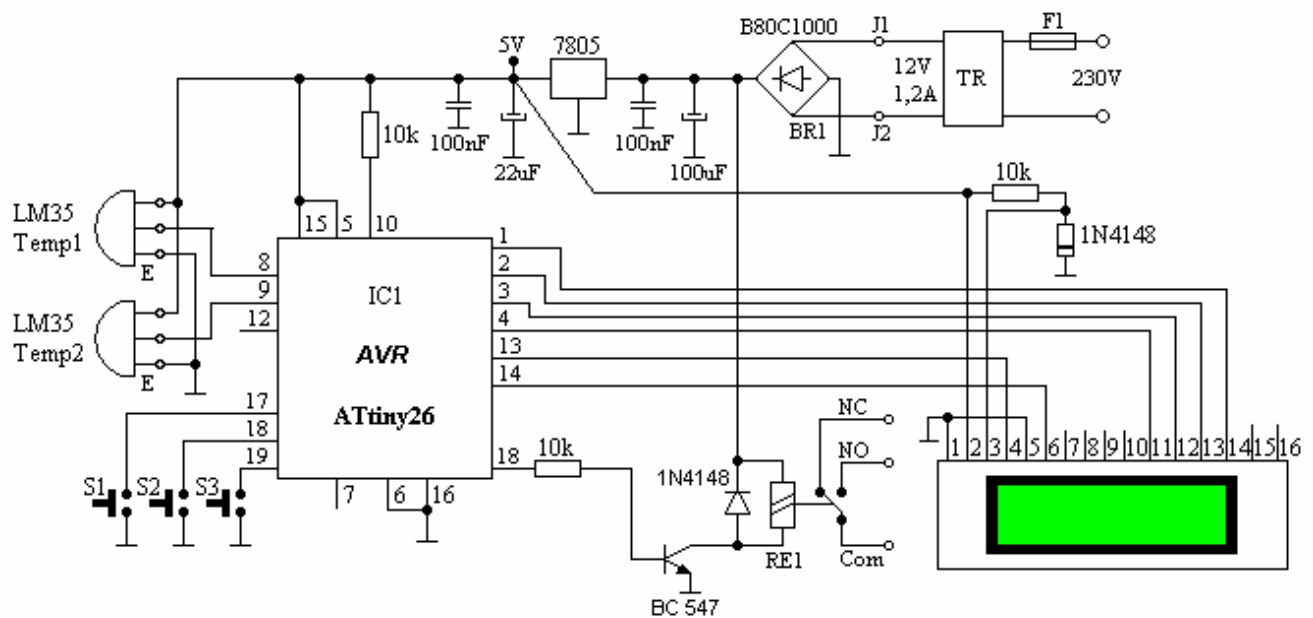 B80C1000
J1
F1
5V
7805
12V
1,2A
TR
230V
10k
100nF
22uF
100nF
100uF
BR1
J2
10k
LM35
Temp1
E
15
5
10
1N4148
8
9
12
IC1
AVR
ATtiny26
1
2
3
4
13
14
LM35
Temp2
E
17
18
19
18
10k
NC
NO
Com
1N4148
RE1
1 2 3 4 5 6 7 8 9 10 11 12 13 14 15 16
S1
S2
S3
7
6
16
BC 547